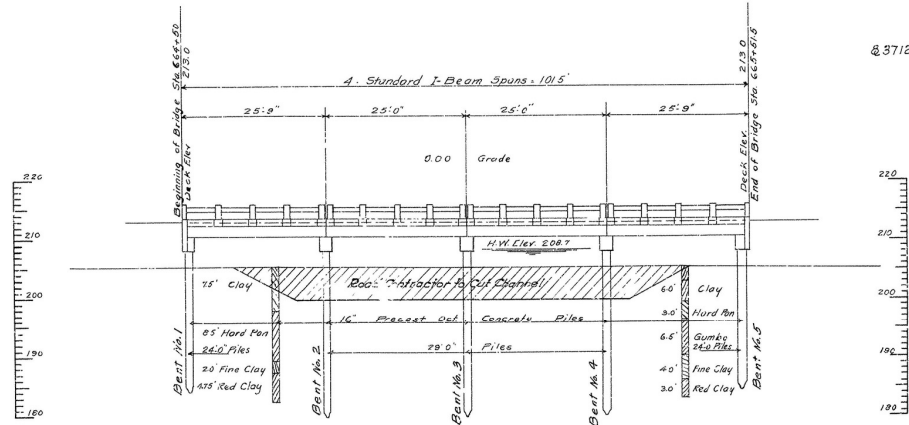 Beginning of Bridge Sta. 664+50
Deck Elev. 213.0
Deck Elev. 213.0
End of Bridge Sta. 665+51.5
4 - Standard I-Beam Spans = 101.5'
25'-9" 25'-0" 25'-0" 25'-9"
0.00 Grade
220 220
210 210
H.W. Elev. 208.7
200 200
Road Contractor to Cut Channel
7.5' Clay
6.0' Clay
3.0' Hard Pan
16" Precast Oct. Concrete Piles
8.5' Hard Pan
6.5' Gumbo
24'-0" Piles
24'-0 Piles
29'-0" Piles
190 190
2.0' Fine Clay
4.0' Fine Clay
4.75' Red Clay
3.0' Red Clay
180 180
Bent No. 1
Bent No. 2
Bent No. 3
Bent No. 4
Bent No. 5